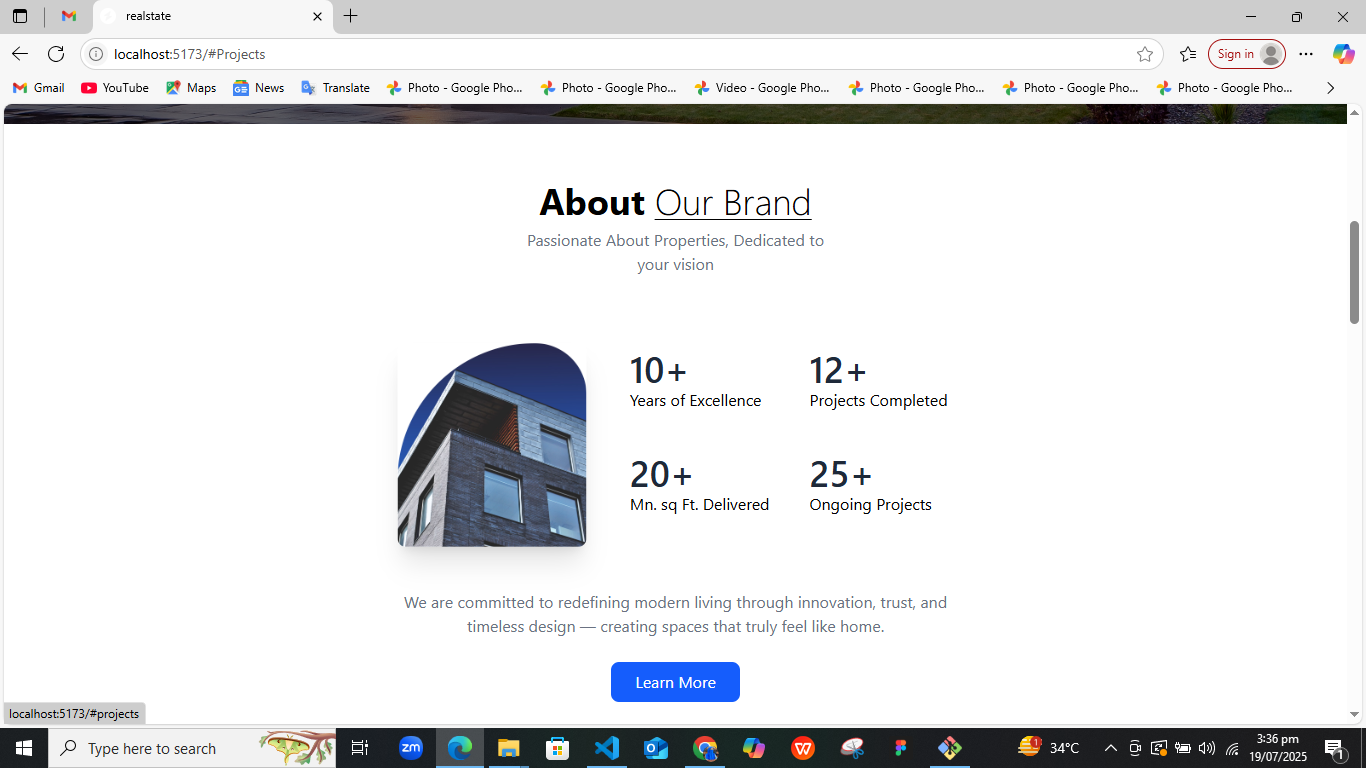 realstate
localhost:5173/#Projects
Sign in
Gmail
YouTube
Maps
News
Translate
Photo - Google Pho...
Photo - Google Pho...
Video - Google Pho...
Photo - Google Pho...
Photo - Google Pho...
Photo - Google Pho...
About Our Brand
Passionate About Properties, Dedicated to
your vision
10+
Years of Excellence
12+
Projects Completed
20+
Mn. sq Ft. Delivered
25+
Ongoing Projects
We are committed to redefining modern living through innovation, trust, and
timeless design — creating spaces that truly feel like home.
Learn More
localhost:5173/#projects
Type here to search
zm
1
34°C
3:36 pm
19/07/2025
1